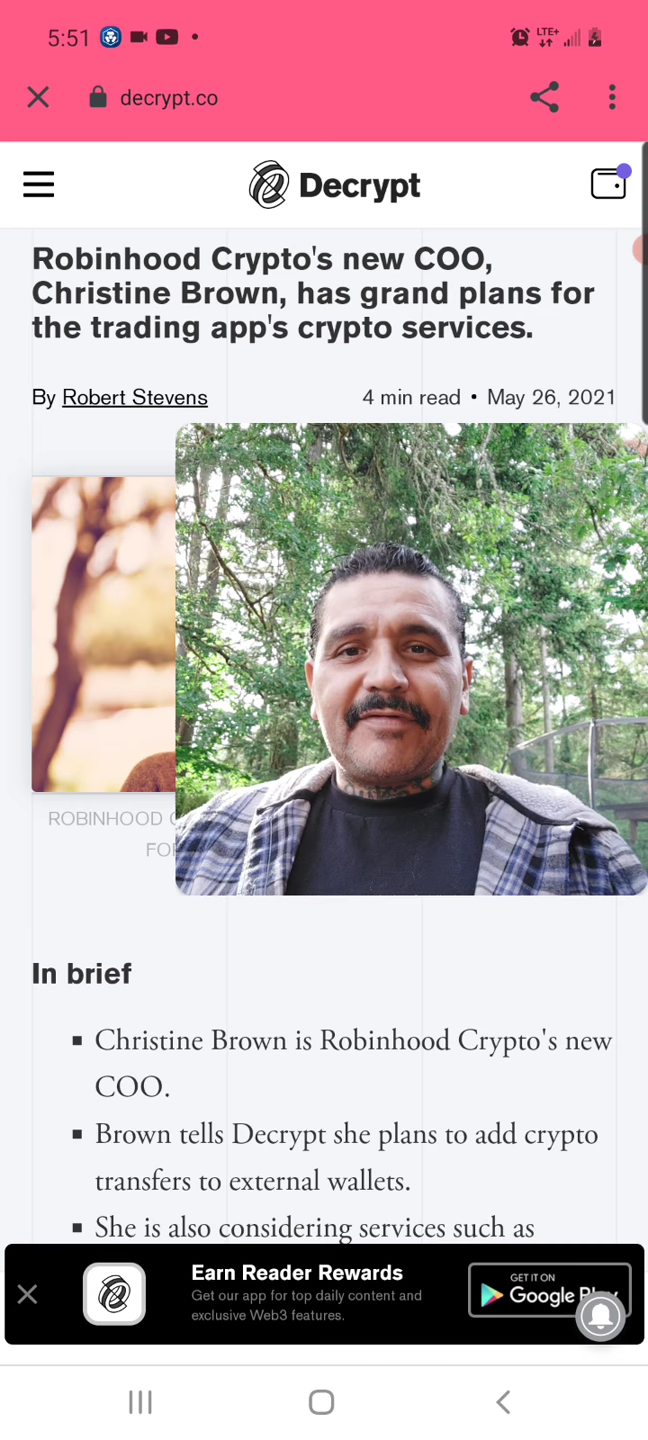 5:51
LTE+
decrypt.co
Decrypt
Robinhood Crypto's new COO,
Christine Brown, has grand plans for
the trading app's crypto services.
By Robert Stevens
4 min read • May 26, 2021
ROBINHOOD
In brief
▪ Christine Brown is Robinhood Crypto's new
COO.
▪ Brown tells Decrypt she plans to add crypto
transfers to external wallets.
▪ She is also considering services such as
Earn Reader Rewards
Get our app for top daily content and
exclusive Web3 features.
GET IT ON
Google